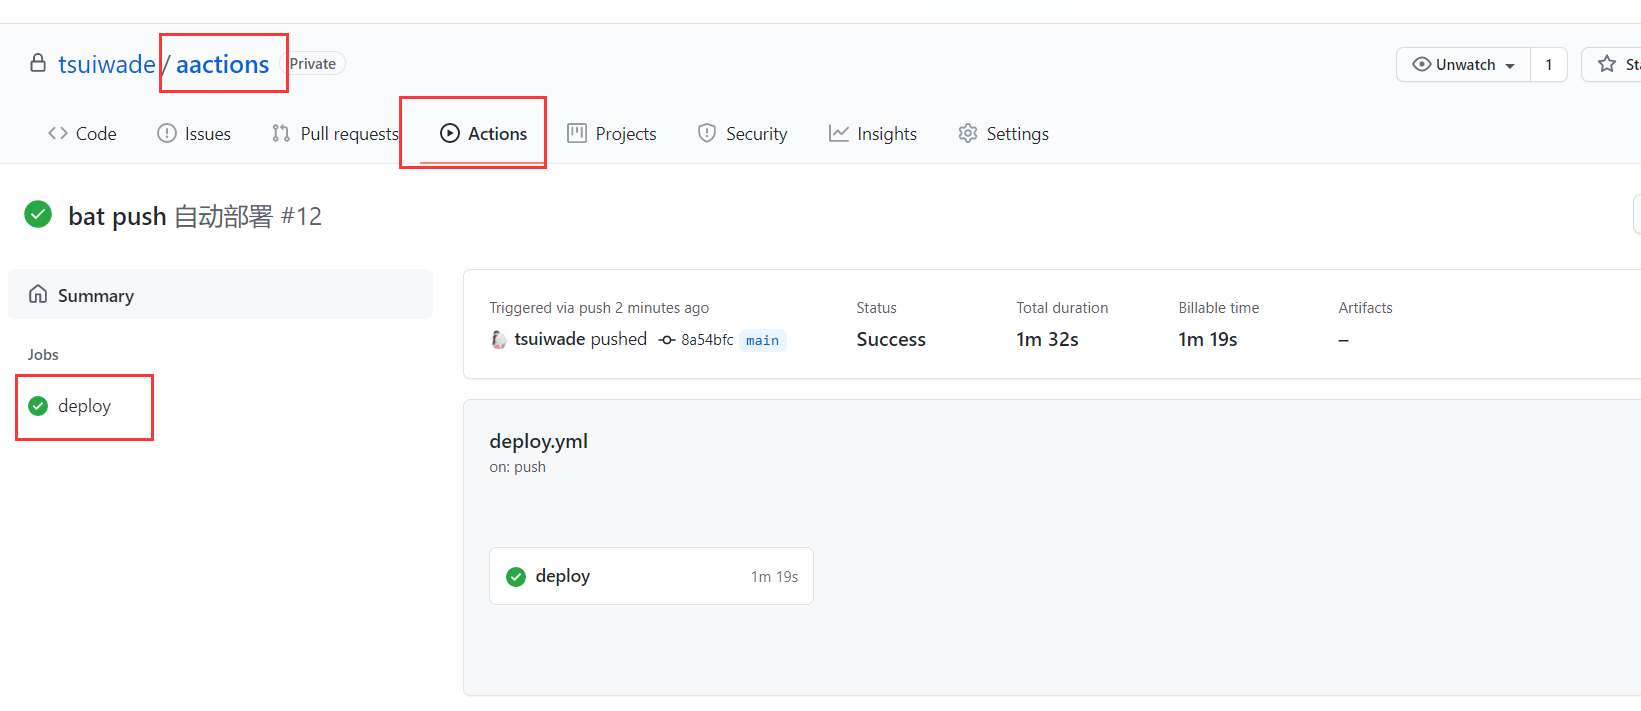 tsuiwade / aactions Private
Unwatch 1 Sta
Code Issues Pull requests Actions Projects Security Insights Settings
bat push 自动部署 #12
Summary
Jobs
deploy
Triggered via push 2 minutes ago
tsuiwade pushed 8a54bfc main
Status
Success
Total duration
1m 32s
Billable time
1m 19s
Artifacts
–
deploy.yml
on: push
deploy 1m 19s